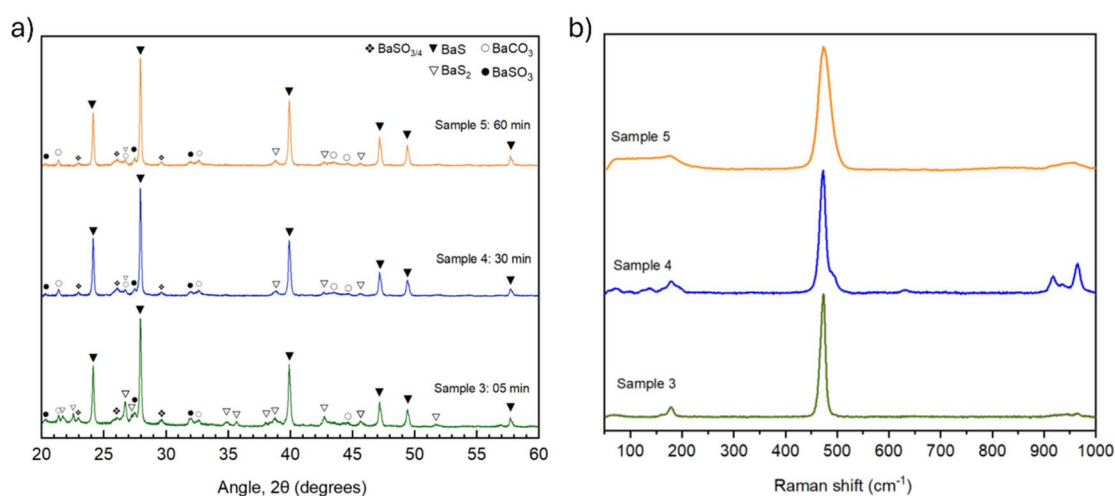 a)
❖ BaSO3/4 ▼ BaS ○ BaCO3
▽ BaS2 ● BaSO3
Sample 5: 60 min
Sample 4: 30 min
Sample 3: 05 min
20 25 30 35 40 45 50 55 60
Angle, 2θ (degrees)
b)
Sample 5
Sample 4
Sample 3
100 200 300 400 500 600 700 800 900 1000
Raman shift (cm-1)